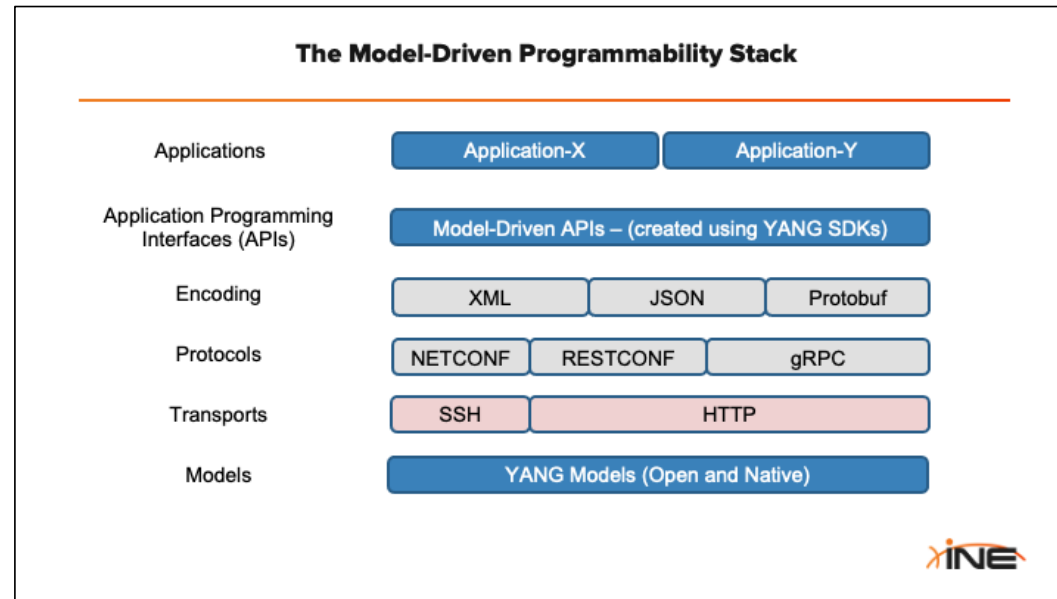 The Model-Driven Programmability Stack
Applications
Application-X
Application-Y
Application Programming
Interfaces (APIs)
Model-Driven APIs – (created using YANG SDKs)
Encoding
XML
JSON
Protobuf
Protocols
NETCONF
RESTCONF
gRPC
Transports
SSH
HTTP
Models
YANG Models (Open and Native)
iNE